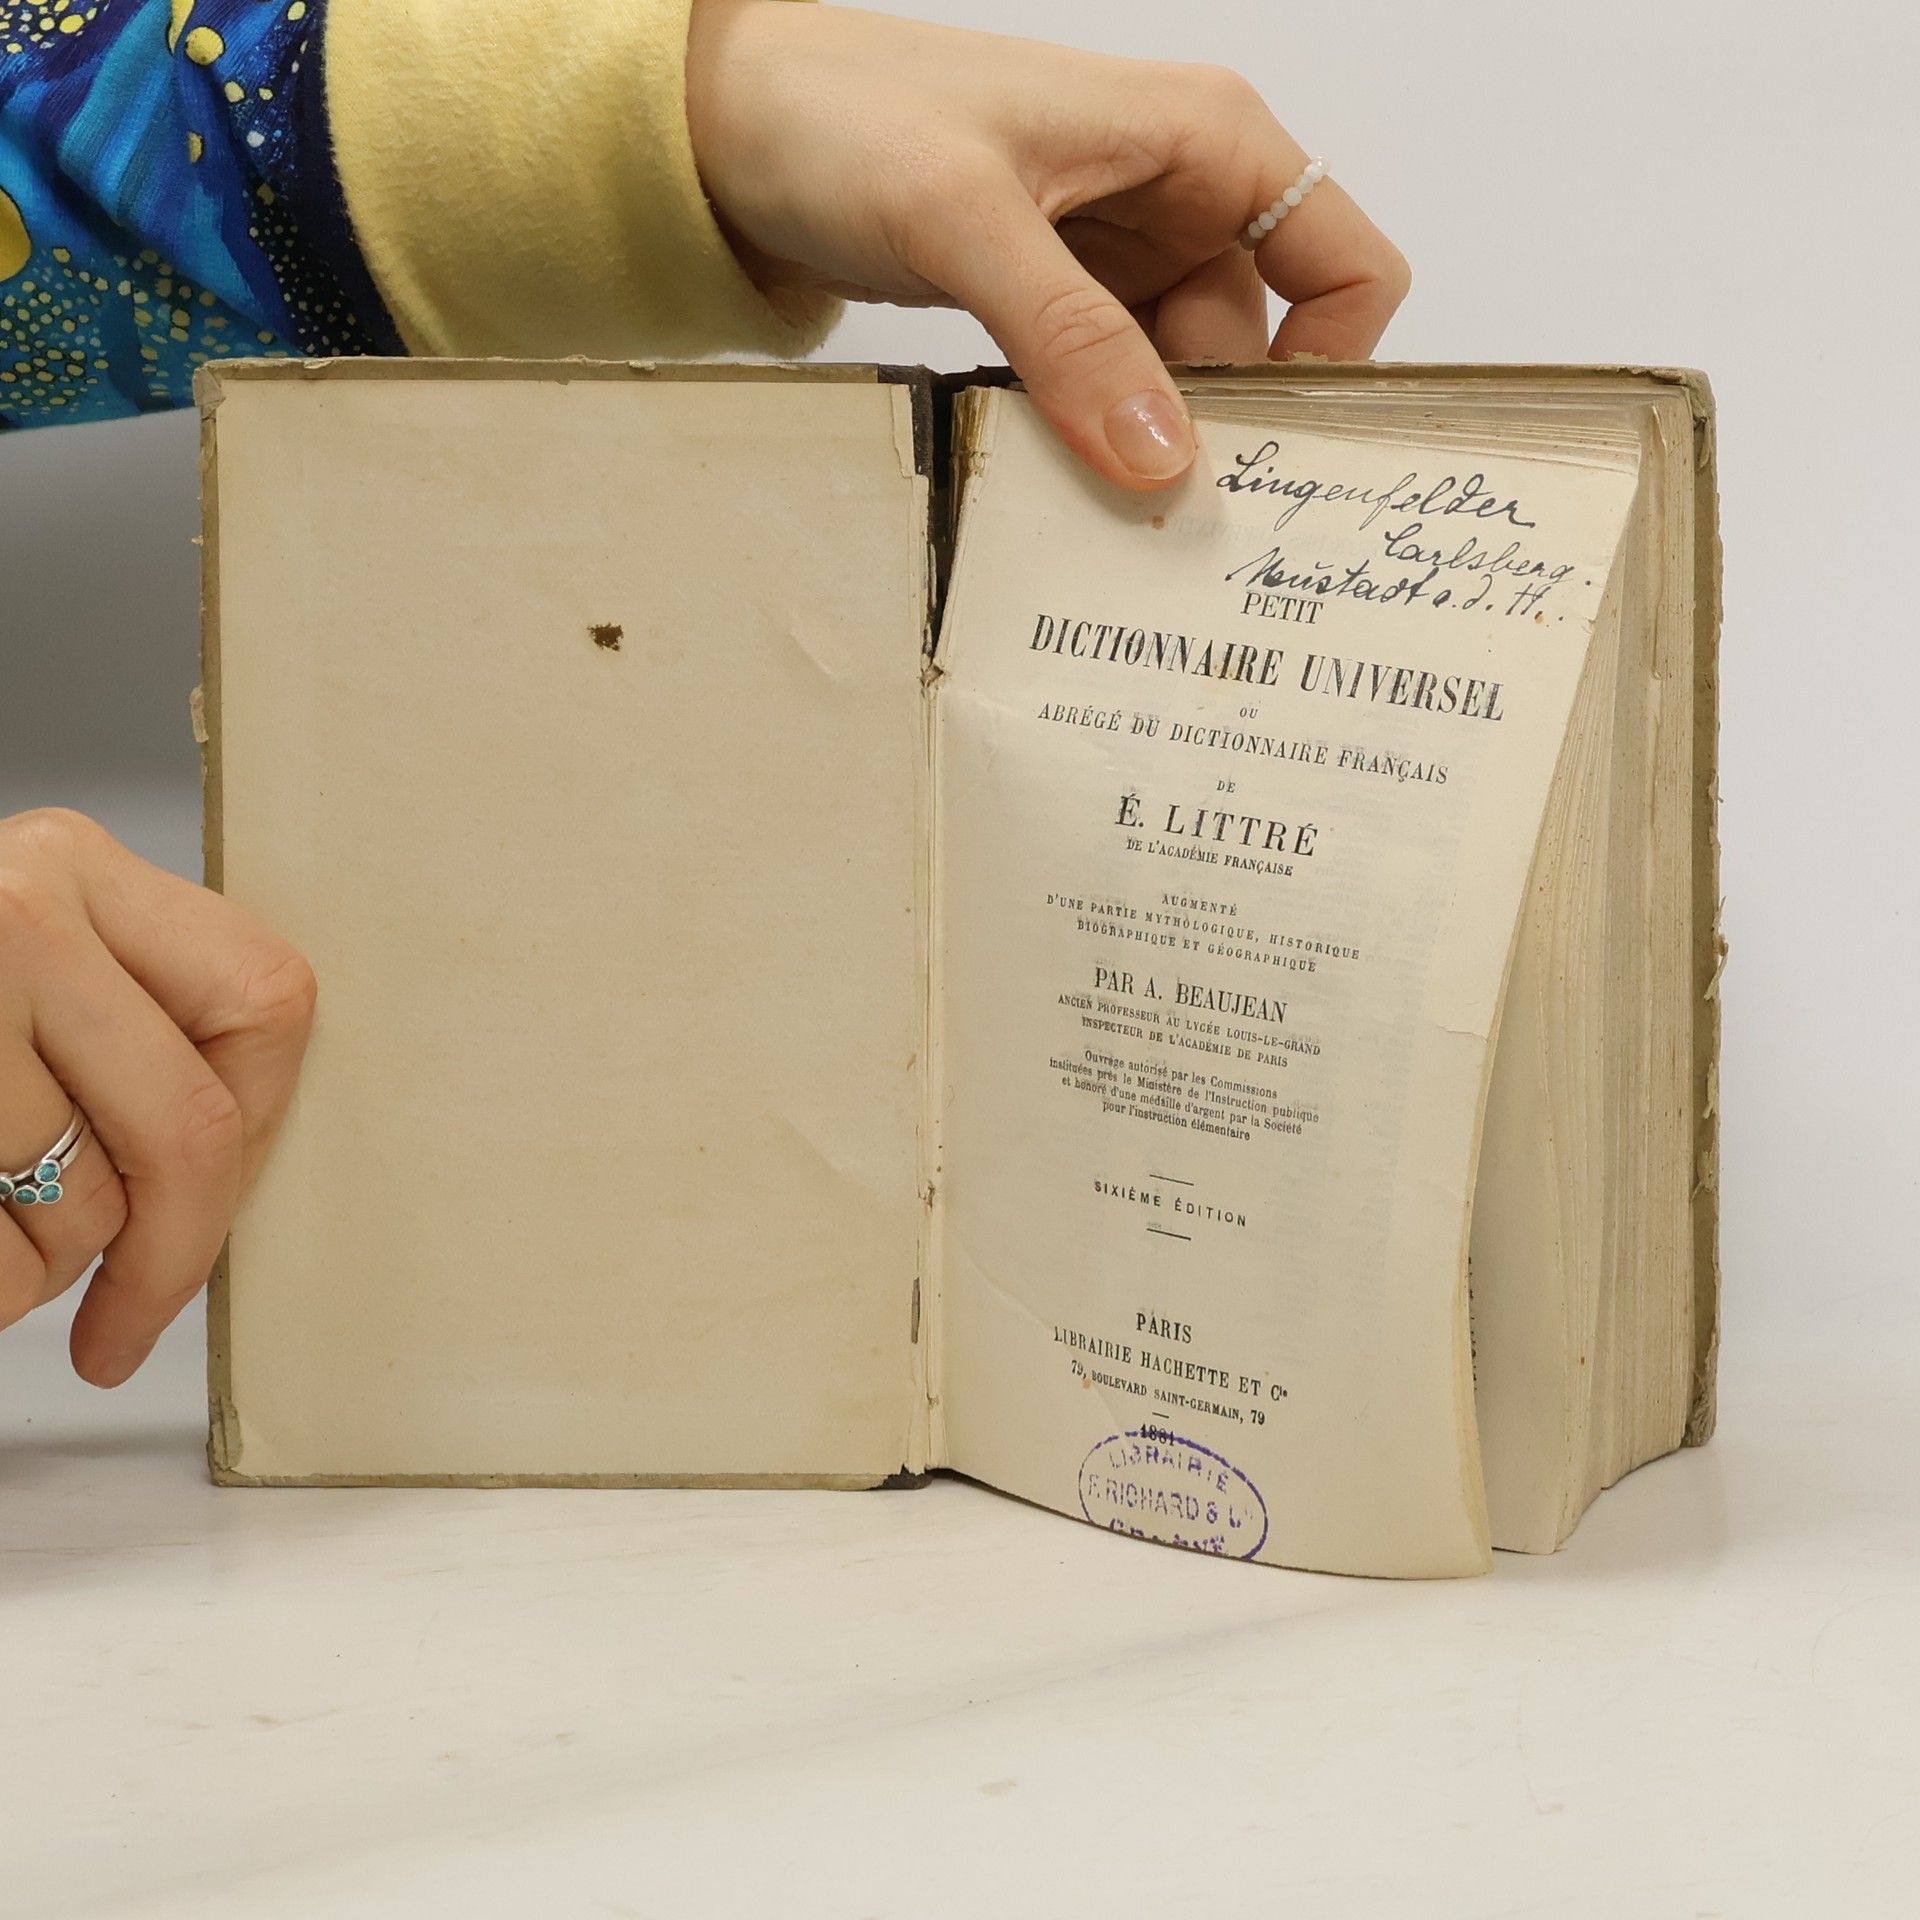 Lingenfelder
Carlsberg.
Neustadt a. d. H.
PETIT
DICTIONNAIRE UNIVERSEL
OU
ABRÉGÉ DU DICTIONNAIRE FRANÇAIS
DE
É. LITTRÉ
DE L'ACADÉMIE FRANÇAISE
AUGMENTÉ
D'UNE PARTIE MYTHOLOGIQUE, HISTORIQUE
BIOGRAPHIQUE ET GÉOGRAPHIQUE
PAR A. BEAUJEAN
ANCIEN PROFESSEUR AU LYCÉE LOUIS-LE-GRAND
INSPECTEUR DE L'ACADÉMIE DE PARIS
Ouvrage autorisé par les Commissions
instituées près le Ministère de l'Instruction publique
et honoré d'une médaille d'argent par la Société
pour l'instruction élémentaire
SIXIÈME ÉDITION
PARIS
LIBRAIRIE HACHETTE ET Cie
79, BOULEVARD SAINT-GERMAIN, 79
1881
LIBRAIRIE
RICHARD &